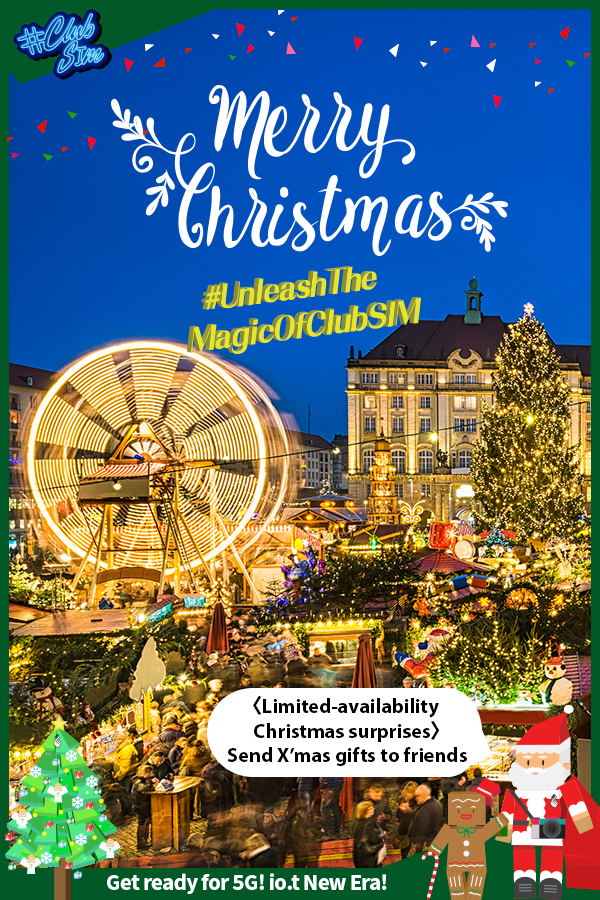 #Club
SIM
Merry
Christmas
#UnleashThe
MagicOfClubSIM
〈Limited-availability
Christmas surprises〉
Send X’mas gifts to friends
Get ready for 5G! io.t New Era!